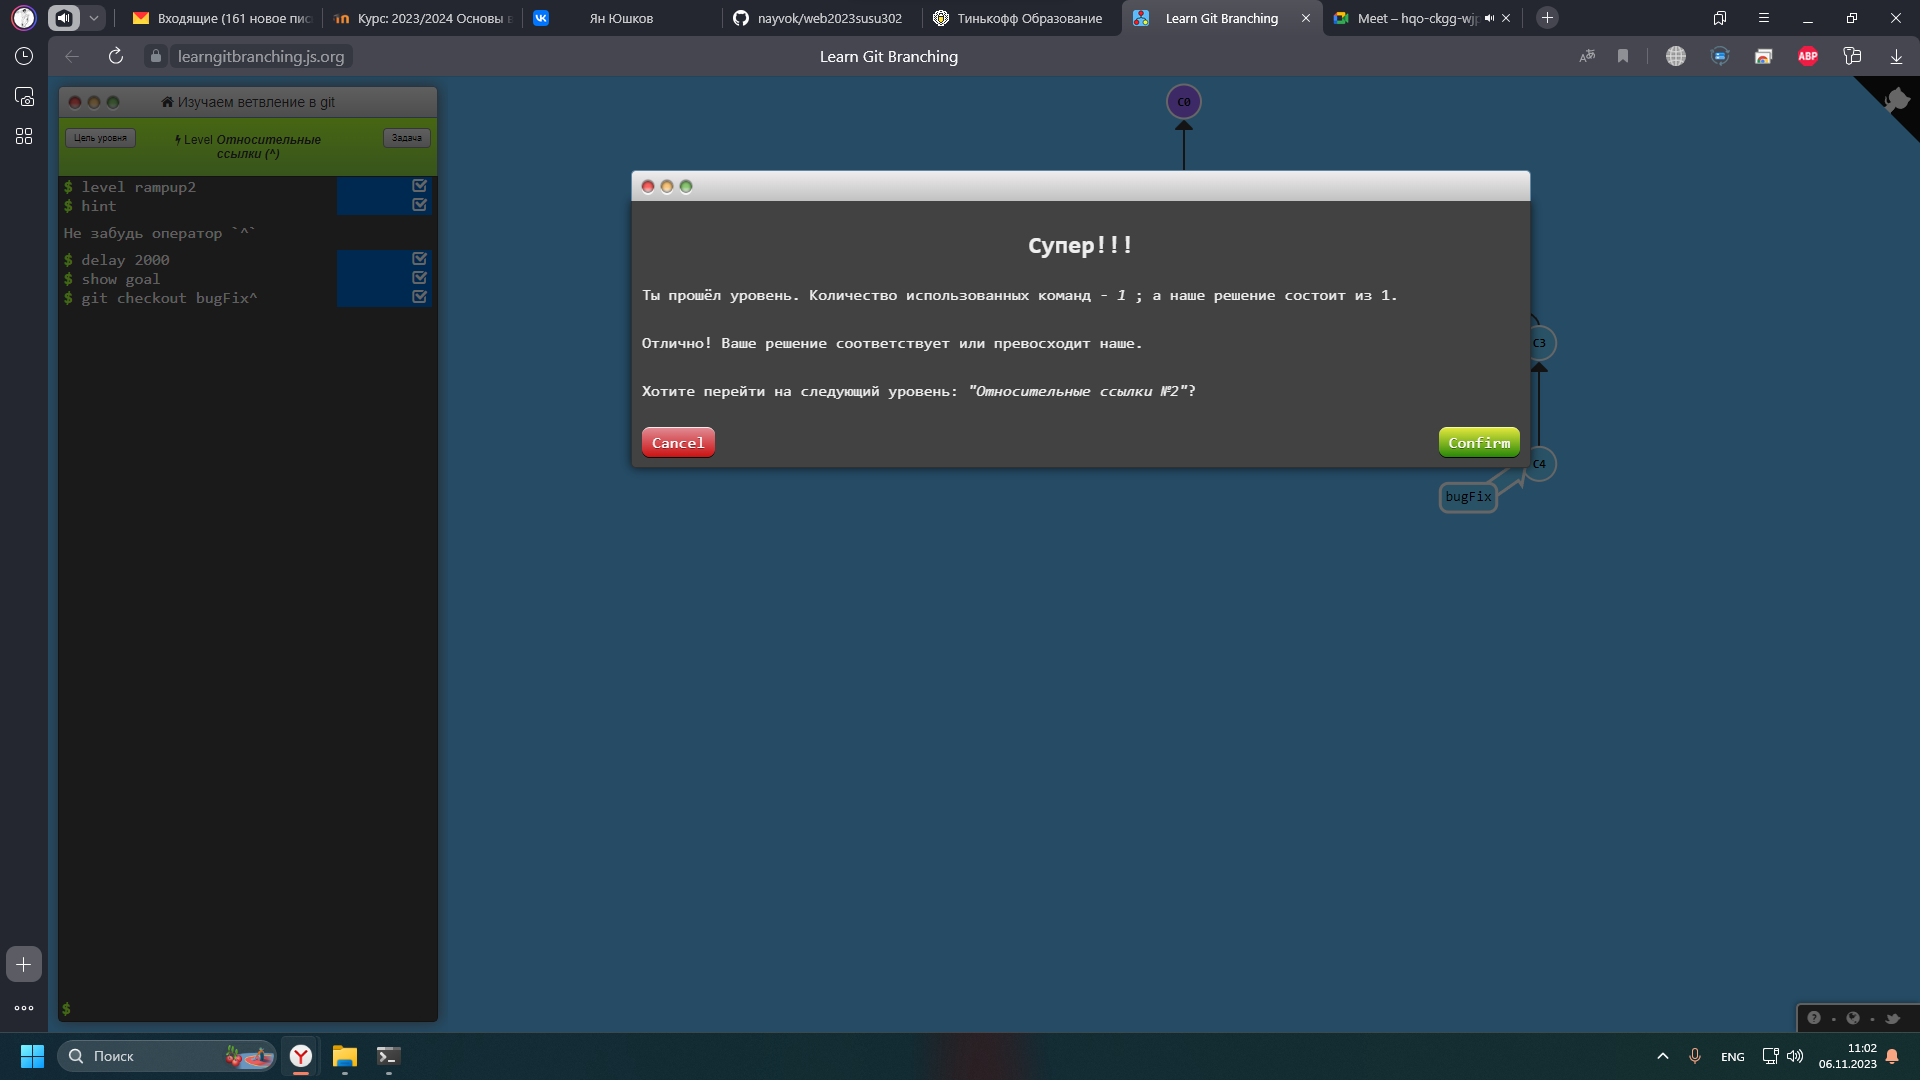 Входящие (161 новое пис
Курс: 2023/2024 Основы в
Ян Юшков
nayvok/web2023susu302
Тинькофф Образование
Learn Git Branching
Meet – hqo-ckgg-wjp
learngitbranching.js.org
Learn Git Branching
ABP
Изучаем ветвление в git
Цель уровня
Level Относительные
ссылки (^)
Задача
$ level rampup2
$ hint
Не забудь оператор `^`
$ delay 2000
$ show goal
$ git checkout bugFix^
$
C0
Супер!!!
Ты прошёл уровень. Количество использованных команд - 1 ; а наше решение состоит из 1.
Отлично! Ваше решение соответствует или превосходит наше.
Хотите перейти на следующий уровень: "Относительные ссылки №2"?
Cancel
Confirm
C3
C4
bugFix
Поиск
ENG
11:02
06.11.2023